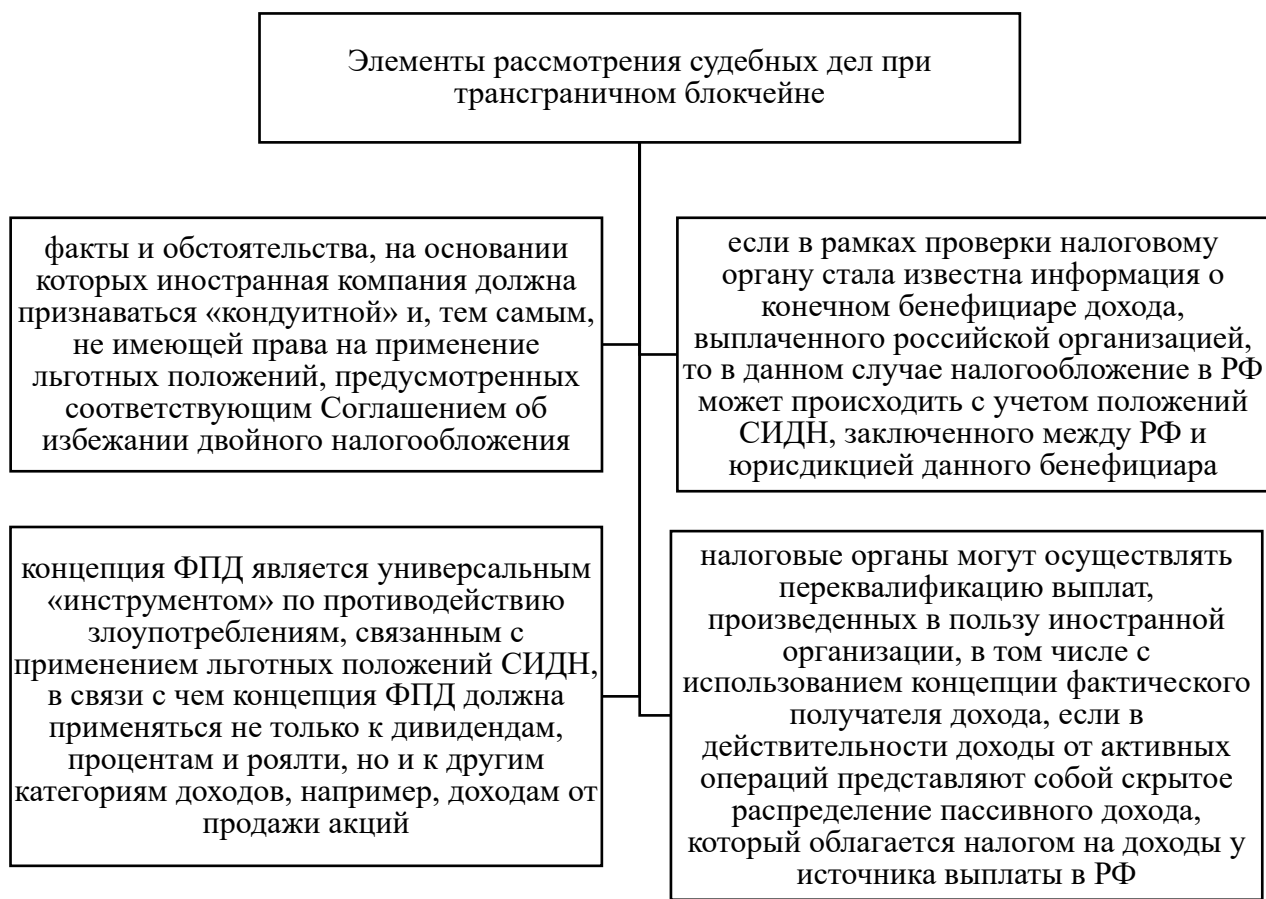 Элементы рассмотрения судебных дел при
трансграничном блокчейне
факты и обстоятельства, на основании
которых иностранная компания должна
признаваться «кондуитной» и, тем самым,
не имеющей права на применение
льготных положений, предусмотренных
соответствующим Соглашением об
избежании двойного налогообложения
если в рамках проверки налоговому
органу стала известна информация о
конечном бенефициаре дохода,
выплаченного российской организацией,
то в данном случае налогообложение в РФ
может происходить с учетом положений
СИДН, заключенного между РФ и
юрисдикцией данного бенефициара
концепция ФПД является универсальным
«инструментом» по противодействию
злоупотреблениям, связанным с
применением льготных положений СИДН,
в связи с чем концепция ФПД должна
применяться не только к дивидендам,
процентам и роялти, но и к другим
категориям доходов, например, доходам от
продажи акций
налоговые органы могут осуществлять
переквалификацию выплат,
произведенных в пользу иностранной
организации, в том числе с
использованием концепции фактического
получателя дохода, если в
действительности доходы от активных
операций представляют собой скрытое
распределение пассивного дохода,
который облагается налогом на доходы у
источника выплаты в РФ